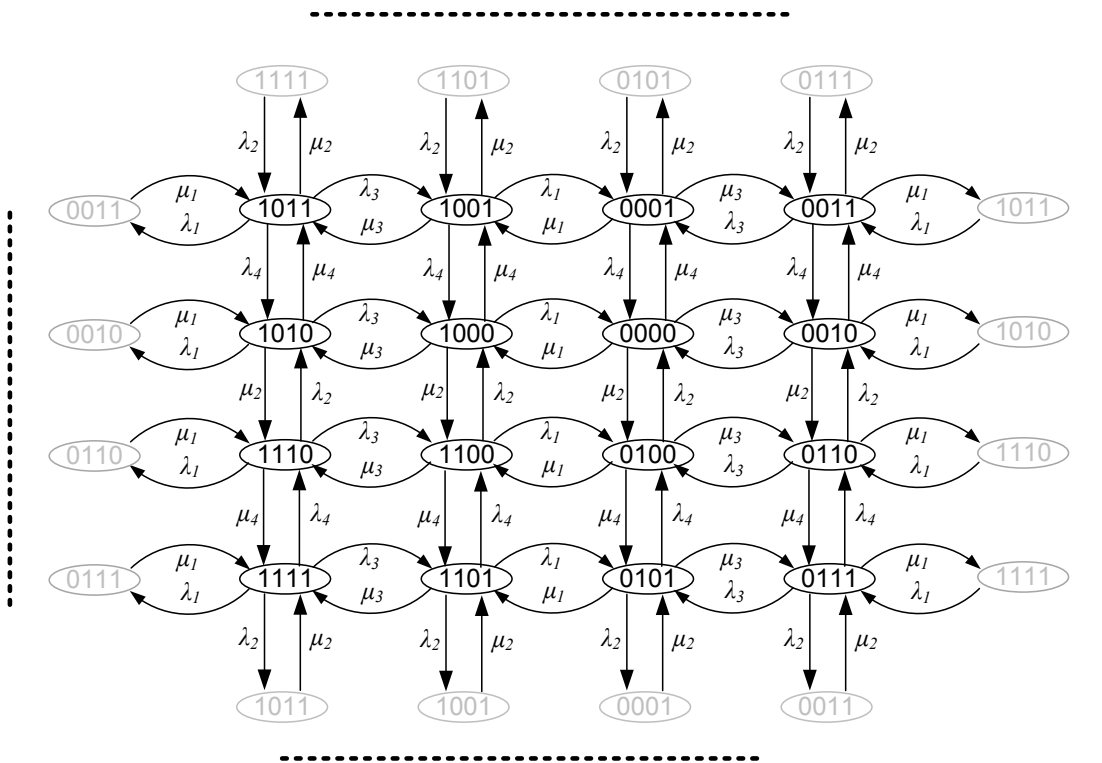 1111 1101 0101 0111
λ2 μ2 λ2 μ2 λ2 μ2 λ2 μ2
μ1 λ3 λ1 μ3 μ1
0011 1011 1001 0001 0011 1011
λ1 μ3 μ1 λ3 λ1
λ4 μ4 λ4 μ4 λ4 μ4 λ4 μ4
μ1 λ3 λ1 μ3 μ1
0010 1010 1000 0000 0010 1010
λ1 μ3 μ1 λ3 λ1
μ2 λ2 μ2 λ2 μ2 λ2 μ2 λ2
μ1 λ3 λ1 μ3 μ1
0110 1110 1100 0100 0110 1110
λ1 μ3 μ1 λ3 λ1
μ4 λ4 μ4 λ4 μ4 λ4 μ4 λ4
μ1 λ3 λ1 μ3 μ1
0111 1111 1101 0101 0111 1111
λ1 μ3 μ1 λ3 λ1
λ2 μ2 λ2 μ2 λ2 μ2 λ2 μ2
1011 1001 0001 0011